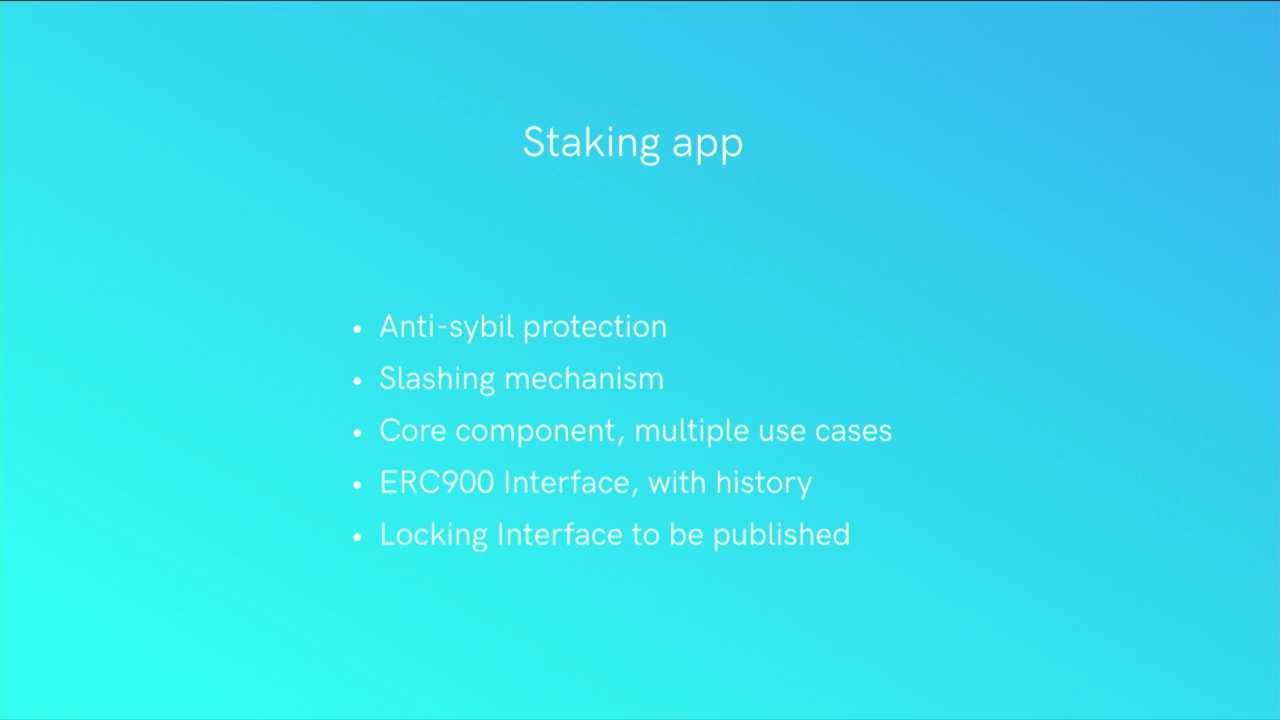 Staking app
• Anti-sybil protection
• Slashing mechanism
• Core component, multiple use cases
• ERC900 Interface, with history
• Locking Interface to be published